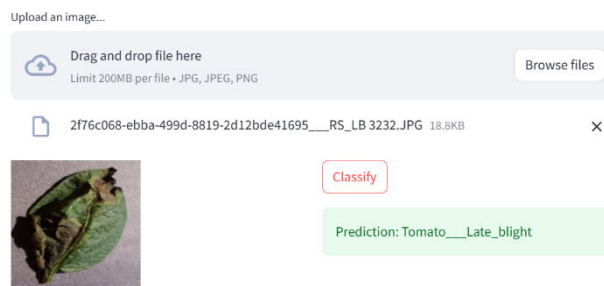 Upload an image...
Drag and drop file here
Browse files
Limit 200MB per file • JPG, JPEG, PNG
2f76c068-ebba-499d-8819-2d12bde41695___RS_LB 3232.JPG 18.8KB
Classify
Prediction: Tomato___Late_blight